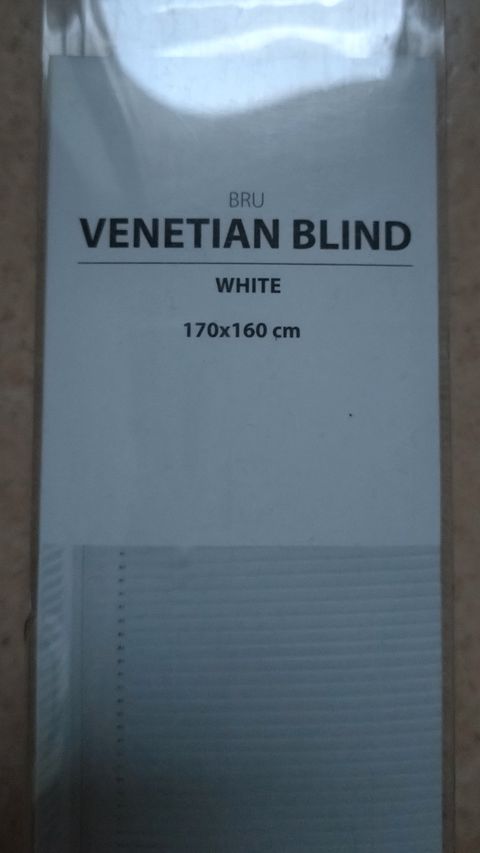 BRU
VENETIAN BLIND
WHITE
170x160 cm